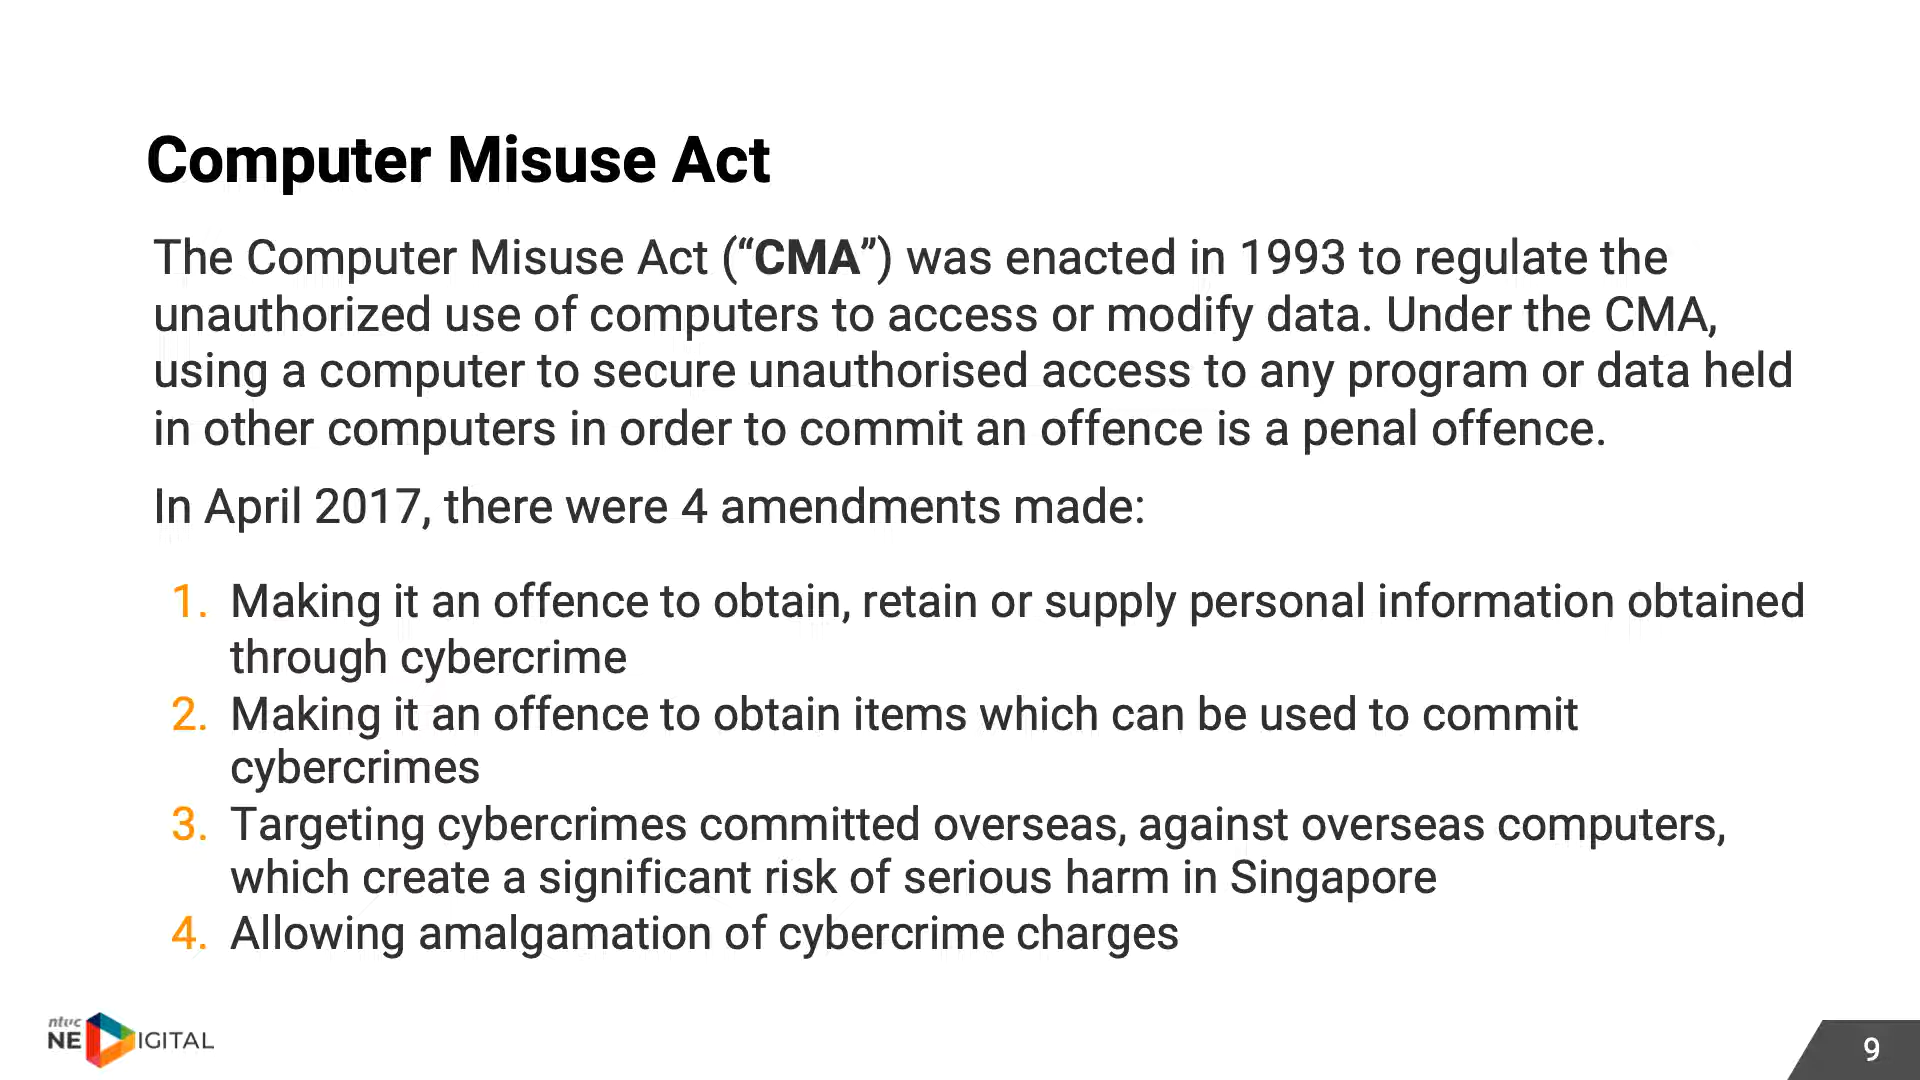 Computer Misuse Act
The Computer Misuse Act (“CMA”) was enacted in 1993 to regulate the
unauthorized use of computers to access or modify data. Under the CMA,
using a computer to secure unauthorised access to any program or data held
in other computers in order to commit an offence is a penal offence.
In April 2017, there were 4 amendments made:
1. Making it an offence to obtain, retain or supply personal information obtained
through cybercrime
2. Making it an offence to obtain items which can be used to commit
cybercrimes
3. Targeting cybercrimes committed overseas, against overseas computers,
which create a significant risk of serious harm in Singapore
4. Allowing amalgamation of cybercrime charges
ntuc
NE DIGITAL
9